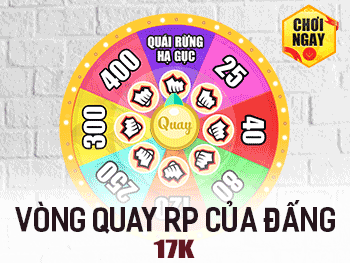 CHƠI
NGAY
QUÁI RỪNG
HẠ GỤC
400
25
300
40
Quay
250
80
VÒNG QUAY RP CỦA ĐẤNG
17K